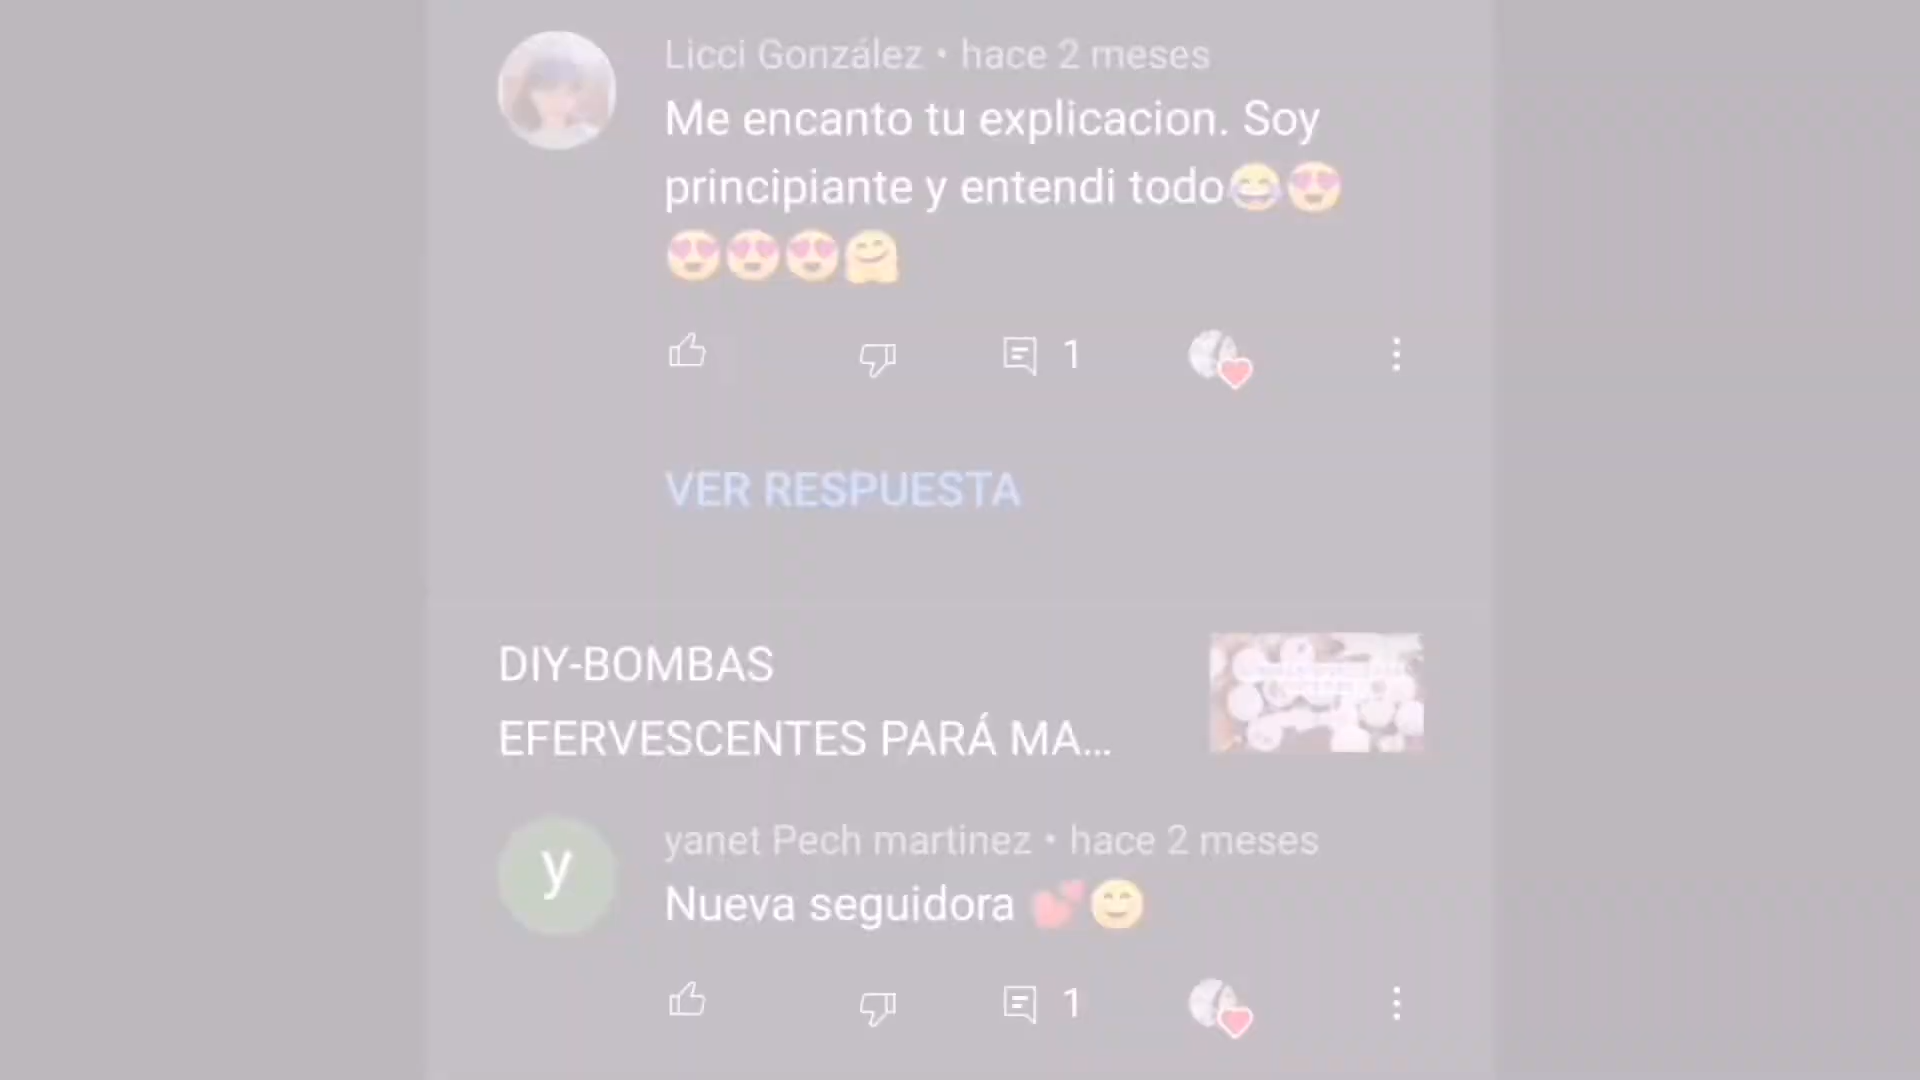 Licci González • hace 2 meses
Me encanto tu explicacion. Soy
principiante y entendi todo😂😍
😍😍😍🤗
1
VER RESPUESTA
DIY-BOMBAS
EFERVESCENTES PARÁ MA...
y
yanet Pech martinez • hace 2 meses
Nueva seguidora 💕😊
1